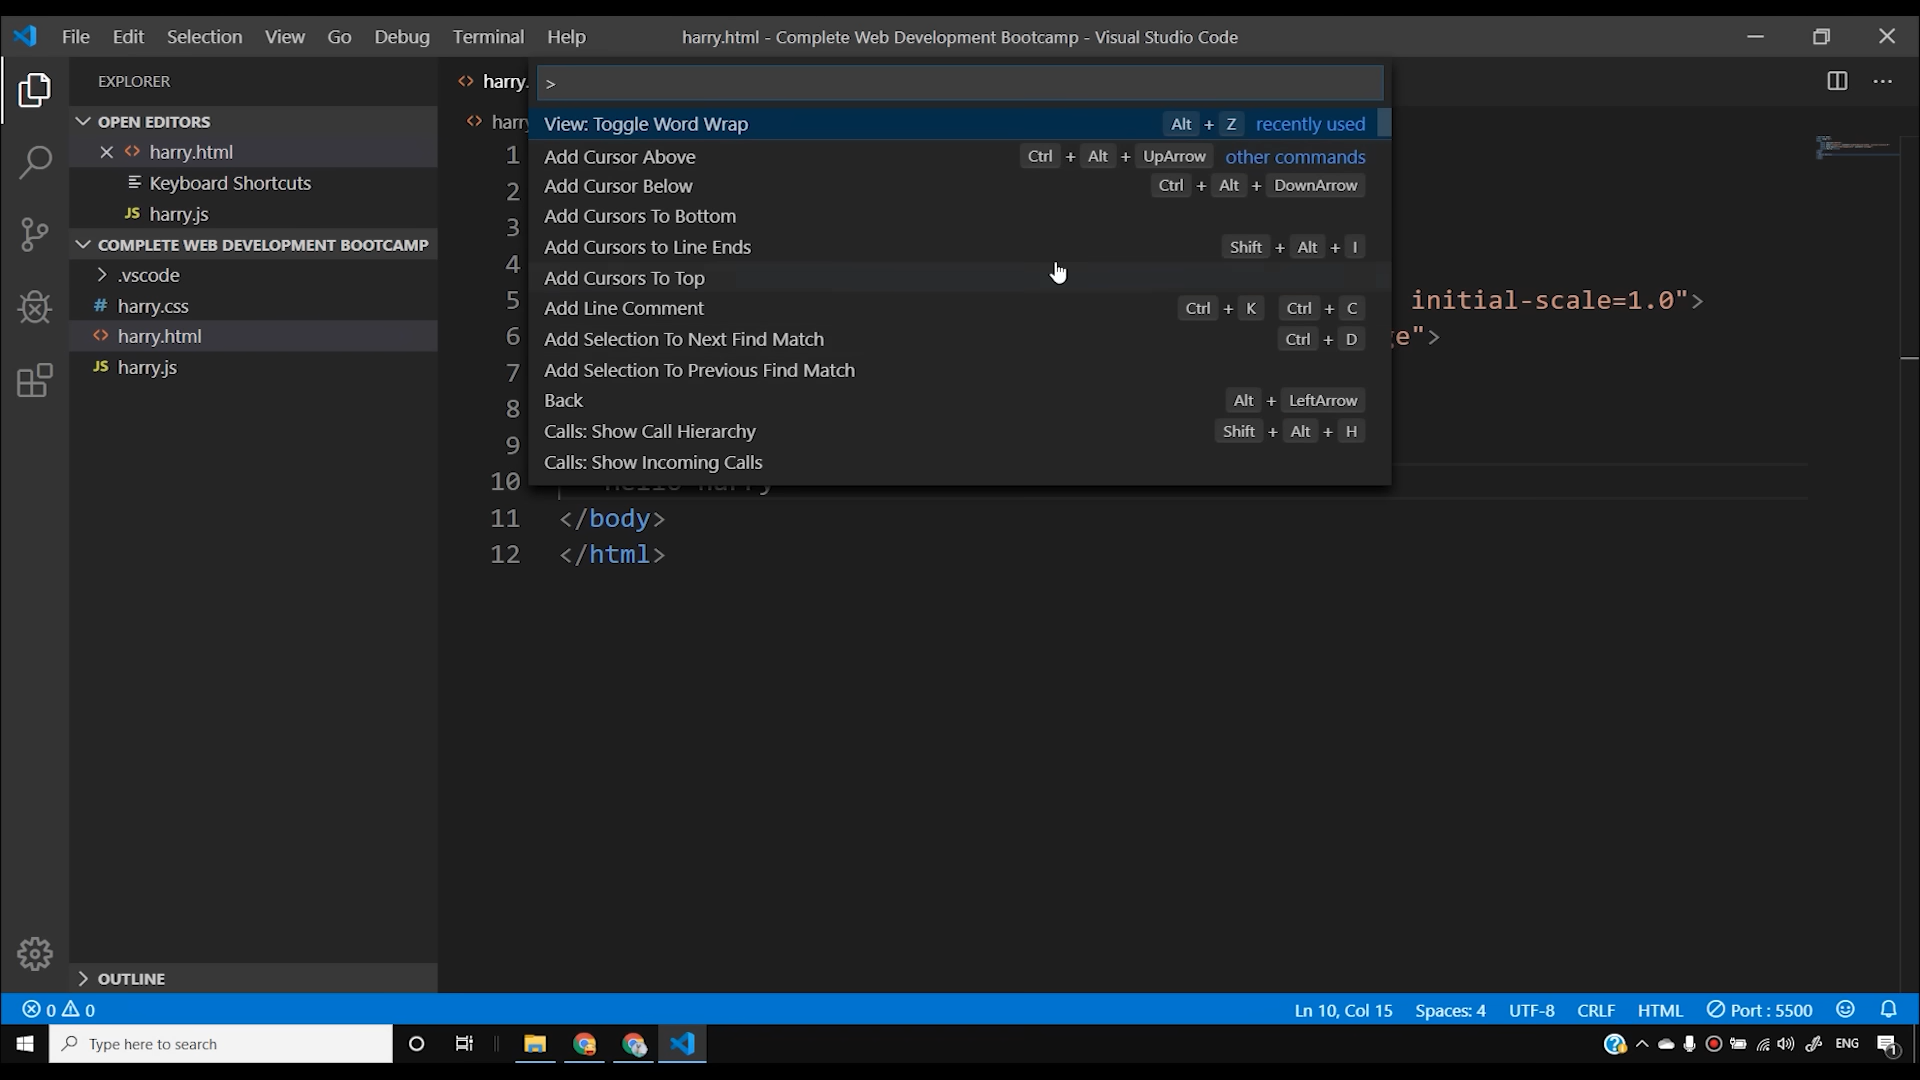 File Edit Selection View Go Debug Terminal Help harry.html - Complete Web Development Bootcamp - Visual Studio Code
EXPLORER
OPEN EDITORS
harry.html
Keyboard Shortcuts
JS harry.js
COMPLETE WEB DEVELOPMENT BOOTCAMP
.vscode
# harry.css
harry.html
JS harry.js
OUTLINE
harry.
harry
>
View: Toggle Word Wrap Alt + Z recently used
Add Cursor Above Ctrl + Alt + UpArrow other commands
Add Cursor Below Ctrl + Alt + DownArrow
Add Cursors To Bottom
Add Cursors to Line Ends Shift + Alt + I
Add Cursors To Top
Add Line Comment Ctrl + K Ctrl + C
Add Selection To Next Find Match Ctrl + D
Add Selection To Previous Find Match
Back Alt + LeftArrow
Calls: Show Call Hierarchy Shift + Alt + H
Calls: Show Incoming Calls
1
2
3
4
5 initial-scale=1.0">
6 ge">
7
8
9
10
11 </body>
12 </html>
0 0 Ln 10, Col 15 Spaces: 4 UTF-8 CRLF HTML Port : 5500
Type here to search ENG 1